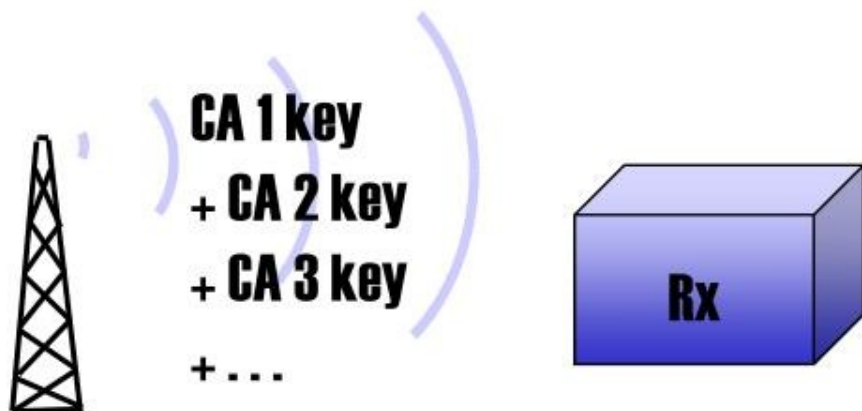 CA 1 key
+ CA 2 key
+ CA 3 key
+ . . .
Rx